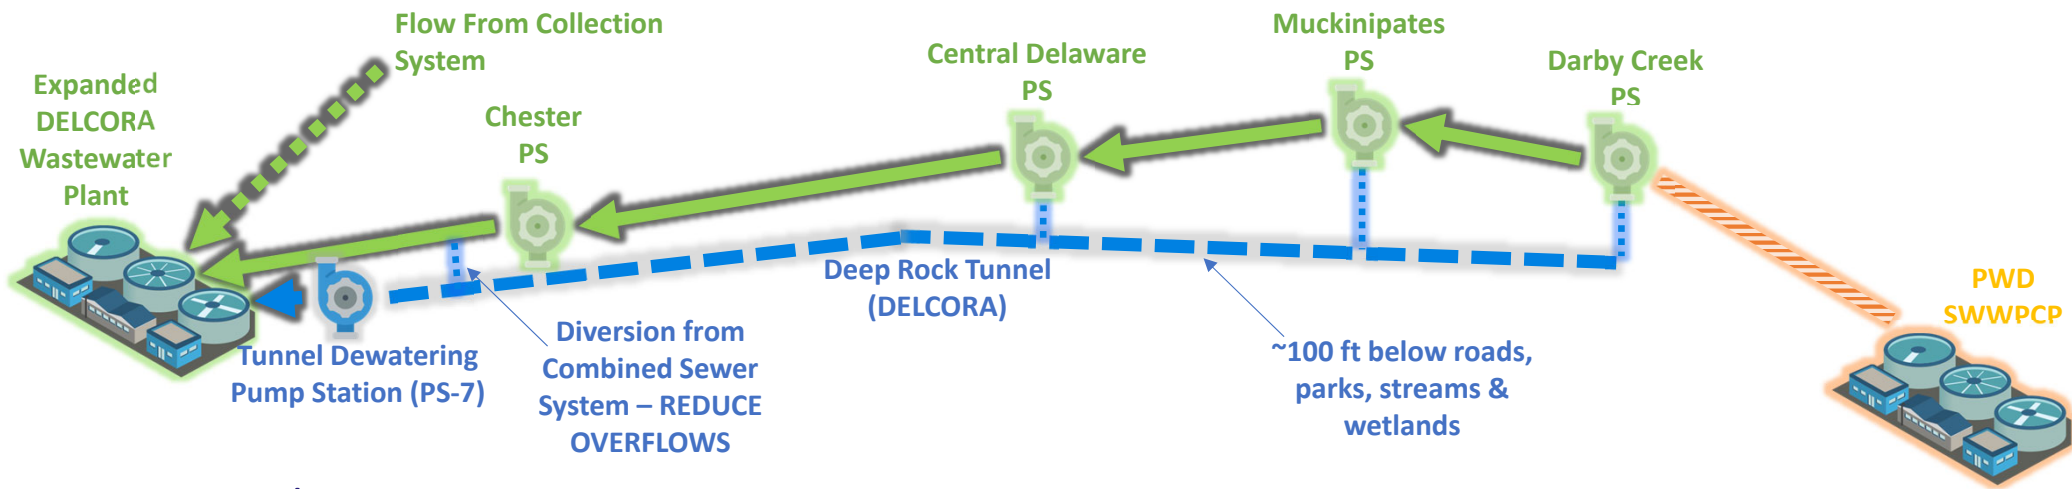 Flow From Collection
System
Muckinipates
PS
Central Delaware
PS
Darby Creek
PS
Expanded
DELCORA
Wastewater
Plant
Chester
PS
Deep Rock Tunnel
(DELCORA)
PWD
SWWPCP
Tunnel Dewatering
Pump Station (PS-7)
Diversion from
Combined Sewer
System – REDUCE
OVERFLOWS
~100 ft below roads,
parks, streams &
wetlands